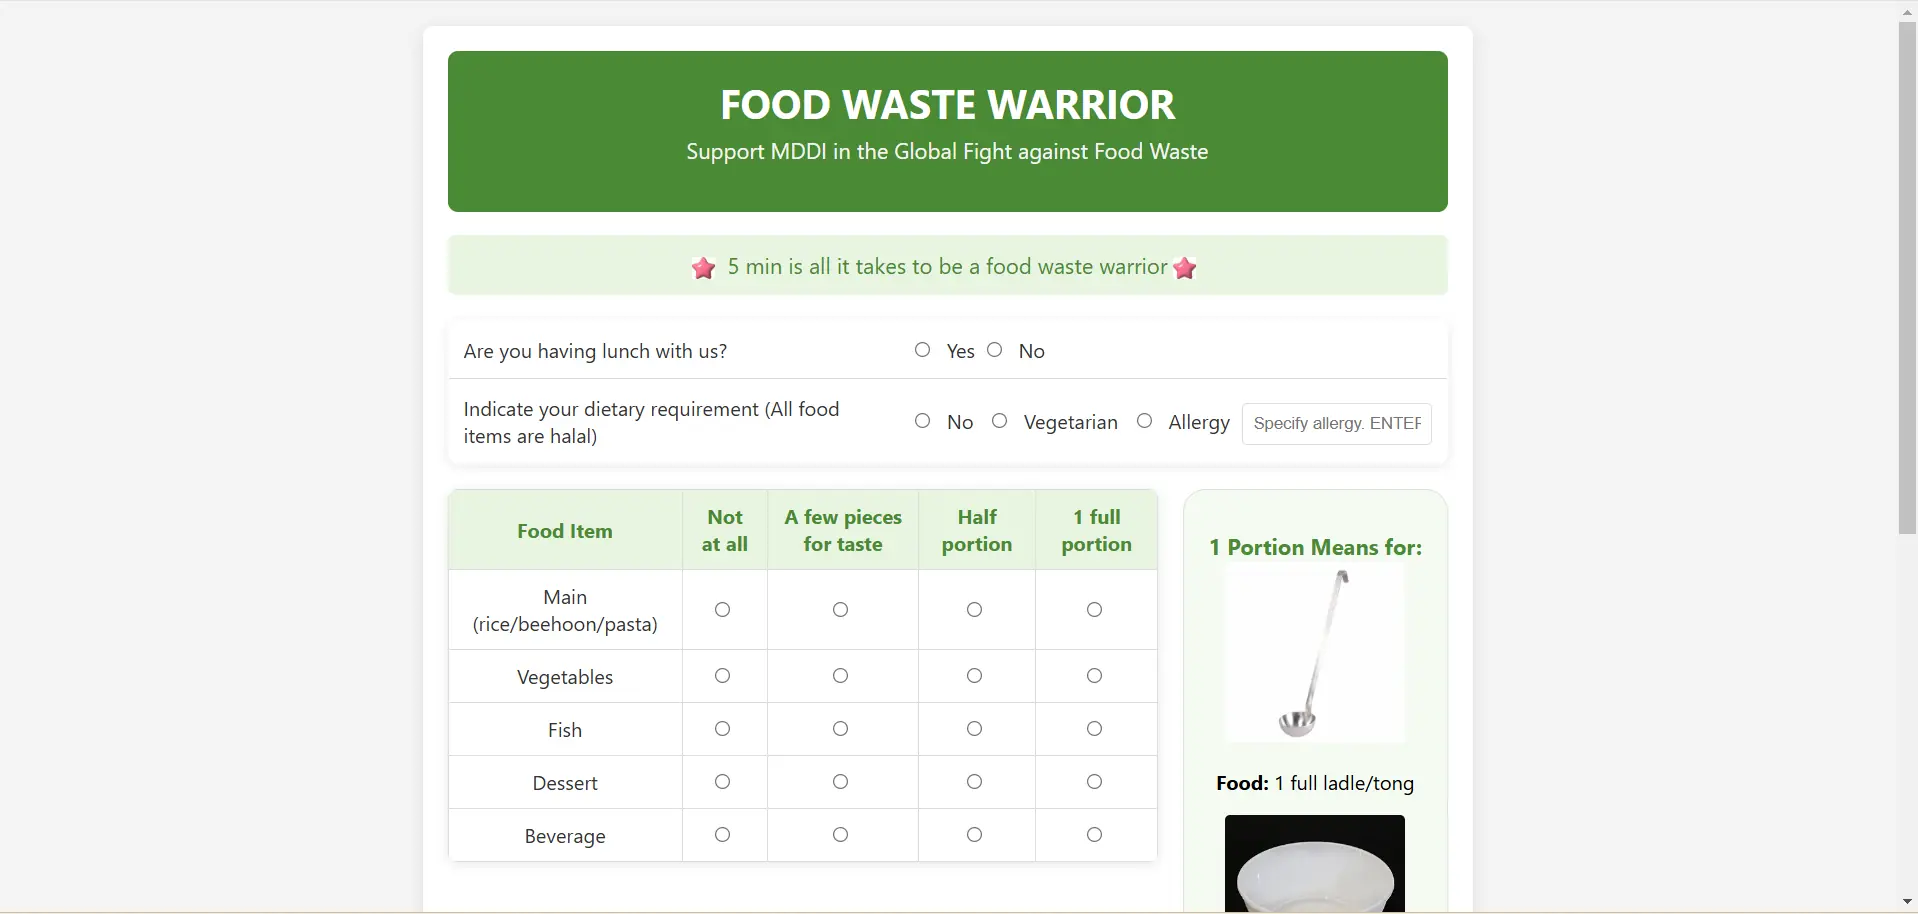 FOOD WASTE WARRIOR
Support MDDI in the Global Fight against Food Waste
5 min is all it takes to be a food waste warrior
Are you having lunch with us?
Yes No
Indicate your dietary requirement (All food
items are halal)
No Vegetarian Allergy Specify allergy. ENTER
Food Item
Not
at all
A few pieces
for taste
Half
portion
1 full
portion
Main
(rice/beehoon/pasta)
Vegetables
Fish
Dessert
Beverage
1 Portion Means for:
Food: 1 full ladle/tong